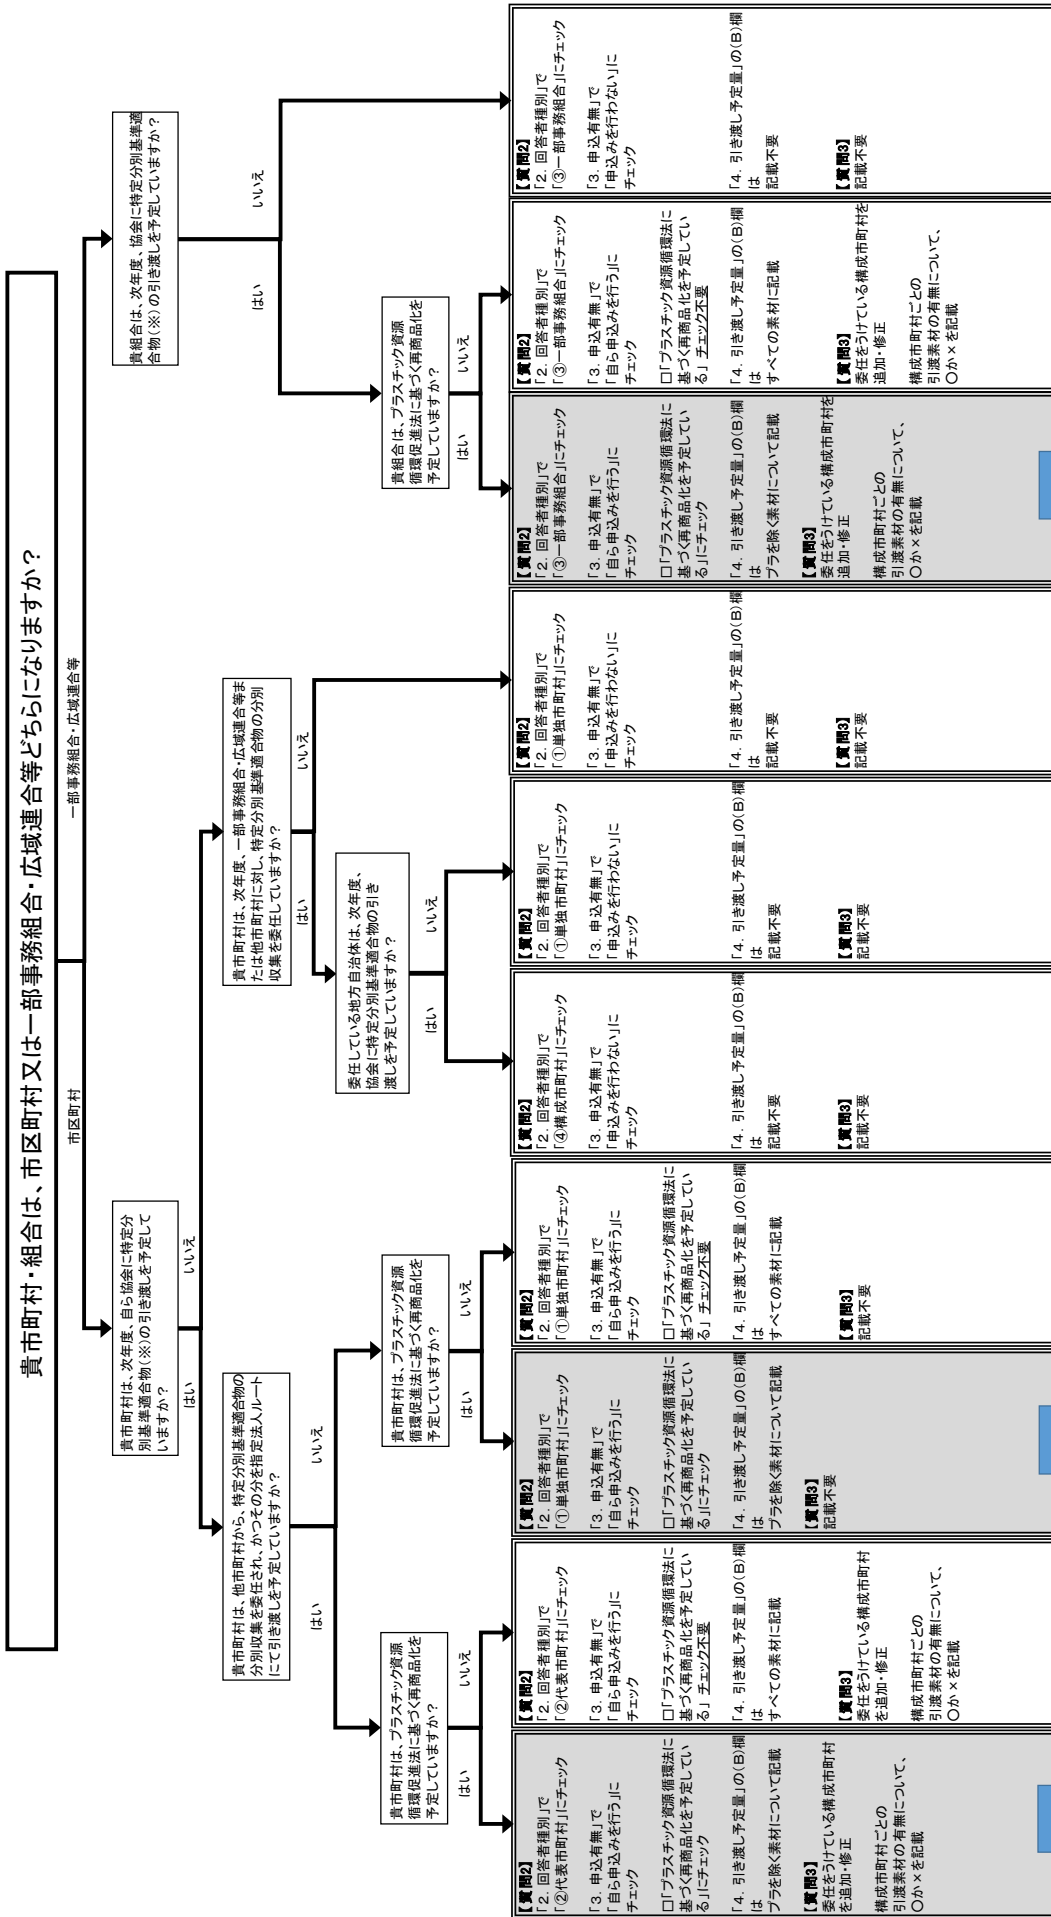 貴市町村・組合は、市区町村又は一部事務組合・広域連合等どちらになりますか？
市区町村
一部事務組合・広域連合等
貴市町村は、次年度、自ら協会に特定分
別基準適合物(※)の引き渡しを予定して
いますか？
はい
いいえ
貴組合は、次年度、協会に特定分別基準適
合物(※)の引き渡しを予定していますか？
はい
いいえ
貴市町村は、他市町村から、特定分別基準適合物の
分別収集を委任され、かつその分を指定法人ルート
にて引き渡しを予定していますか？
はい
いいえ
貴市町村は、次年度、一部事務組合・広域連合等ま
たは他市町村に対し、特定分別基準適合物の分別
収集を委任していますか？
はい
いいえ
貴市町村は、プラスチック資源
循環促進法に基づく再商品化を
予定していますか？
はい
いいえ
貴市町村は、プラスチック資源
循環促進法に基づく再商品化を
予定していますか？
はい
いいえ
委任している地方自治体は、次年度、
協会に特定分別基準適合物の引き
渡しを予定していますか？
はい
いいえ
貴組合は、プラスチック資源
循環促進法に基づく再商品化を
予定していますか？
はい
いいえ
【質問2】
「2. 回答者種別」で
「②代表市町村」にチェック
「3. 申込有無」で
「自ら申込みを行う」に
チェック
□「プラスチック資源循環法に
基づく再商品化を予定してい
る」にチェック
「4. 引き渡し予定量」の(B)欄
は
プラを除く素材について記載
【質問3】
委任をうけている構成市町村
を追加・修正
構成市町村ごとの
引渡素材の有無について、
〇か×を記載
【質問2】
「2. 回答者種別」で
「②代表市町村」にチェック
「3. 申込有無」で
「自ら申込みを行う」に
チェック
□「プラスチック資源循環法に
基づく再商品化を予定してい
る」 チェック不要
「4. 引き渡し予定量」の(B)欄
は
すべての素材に記載
【質問3】
委任をうけている構成市町村
を追加・修正
構成市町村ごとの
引渡素材の有無について、
〇か×を記載
【質問2】
「2. 回答者種別」で
「①単独市町村」にチェック
「3. 申込有無」で
「自ら申込みを行う」に
チェック
□「プラスチック資源循環法に
基づく再商品化を予定してい
る」にチェック
「4. 引き渡し予定量」の(B)欄
は
プラを除く素材について記載
【質問3】
記載不要
【質問2】
「2. 回答者種別」で
「①単独市町村」にチェック
「3. 申込有無」で
「自ら申込みを行う」に
チェック
□「プラスチック資源循環法に
基づく再商品化を予定してい
る」 チェック不要
「4. 引き渡し予定量」の(B)欄
は
すべての素材に記載
【質問3】
記載不要
【質問2】
「2. 回答者種別」で
「④構成市町村」にチェック
「3. 申込有無」で
「申込みを行わない」に
チェック
「4. 引き渡し予定量」の(B)欄
は
記載不要
【質問3】
記載不要
【質問2】
「2. 回答者種別」で
「①単独市町村」にチェック
「3. 申込有無」で
「申込みを行わない」に
チェック
「4. 引き渡し予定量」の(B)欄
は
記載不要
【質問3】
記載不要
【質問2】
「2. 回答者種別」で
「①単独市町村」にチェック
「3. 申込有無」で
「申込みを行わない」に
チェック
「4. 引き渡し予定量」の(B)欄
は
記載不要
【質問3】
記載不要
【質問2】
「2. 回答者種別」で
「③一部事務組合」にチェック
「3. 申込有無」で
「自ら申込みを行う」に
チェック
□「プラスチック資源循環法に
基づく再商品化を予定してい
る」にチェック
「4. 引き渡し予定量」の(B)欄
は
プラを除く素材について記載
【質問3】
委任をうけている構成市町村を
追加・修正
構成市町村ごとの
引渡素材の有無について、
〇か×を記載
【質問2】
「2. 回答者種別」で
「③一部事務組合」にチェック
「3. 申込有無」で
「自ら申込みを行う」に
チェック
□「プラスチック資源循環法に
基づく再商品化を予定してい
る」 チェック不要
「4. 引き渡し予定量」の(B)欄
は
すべての素材に記載
【質問3】
委任をうけている構成市町村を
追加・修正
構成市町村ごとの
引渡素材の有無について、
〇か×を記載
【質問2】
「2. 回答者種別」で
「③一部事務組合」にチェック
「3. 申込有無」で
「申込みを行わない」に
チェック
「4. 引き渡し予定量」の(B)欄
は
記載不要
【質問3】
記載不要